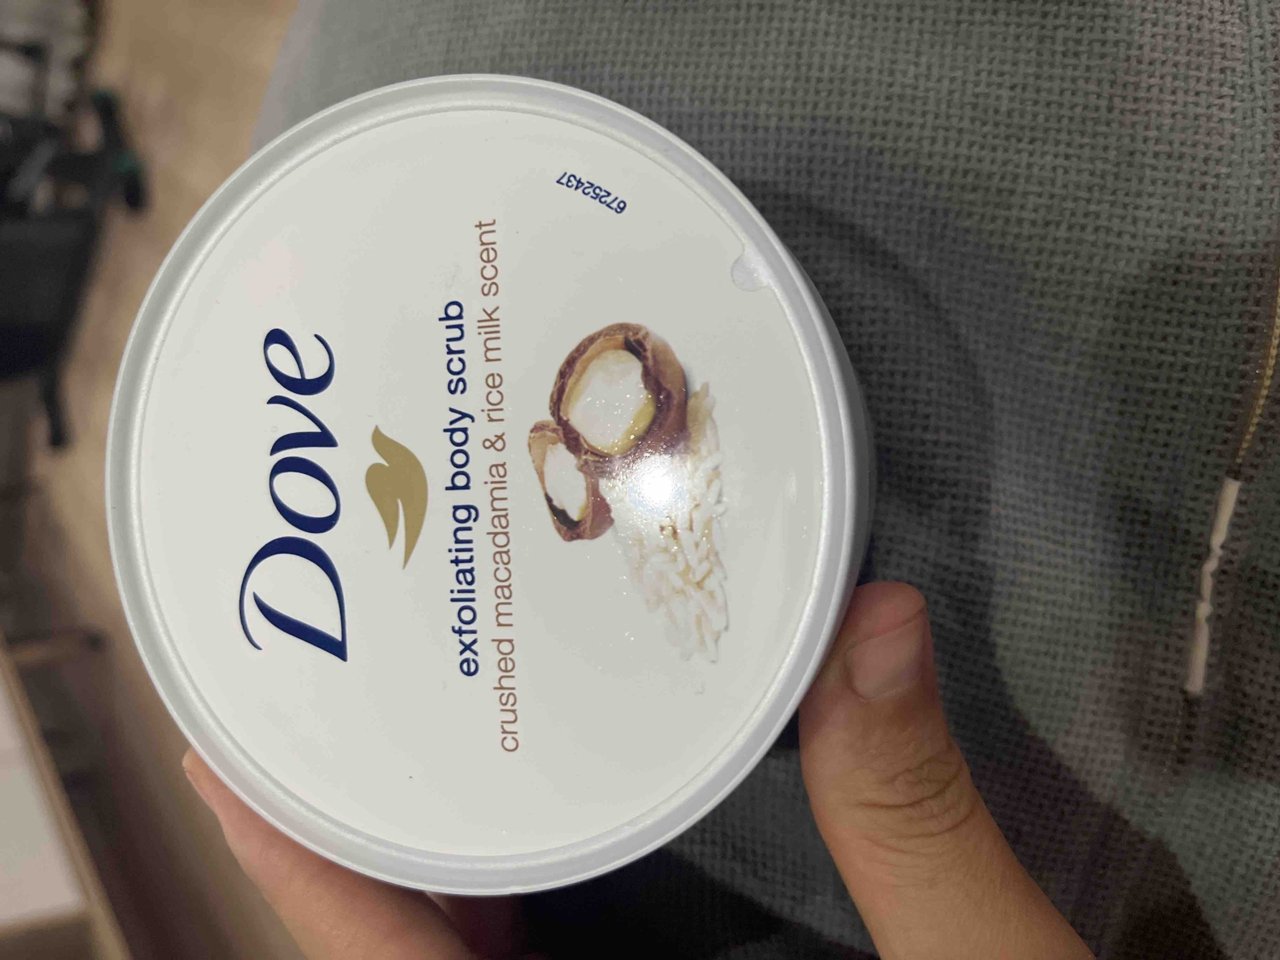 Dove
exfoliating body scrub
crushed macadamia & rice milk scent
67252437